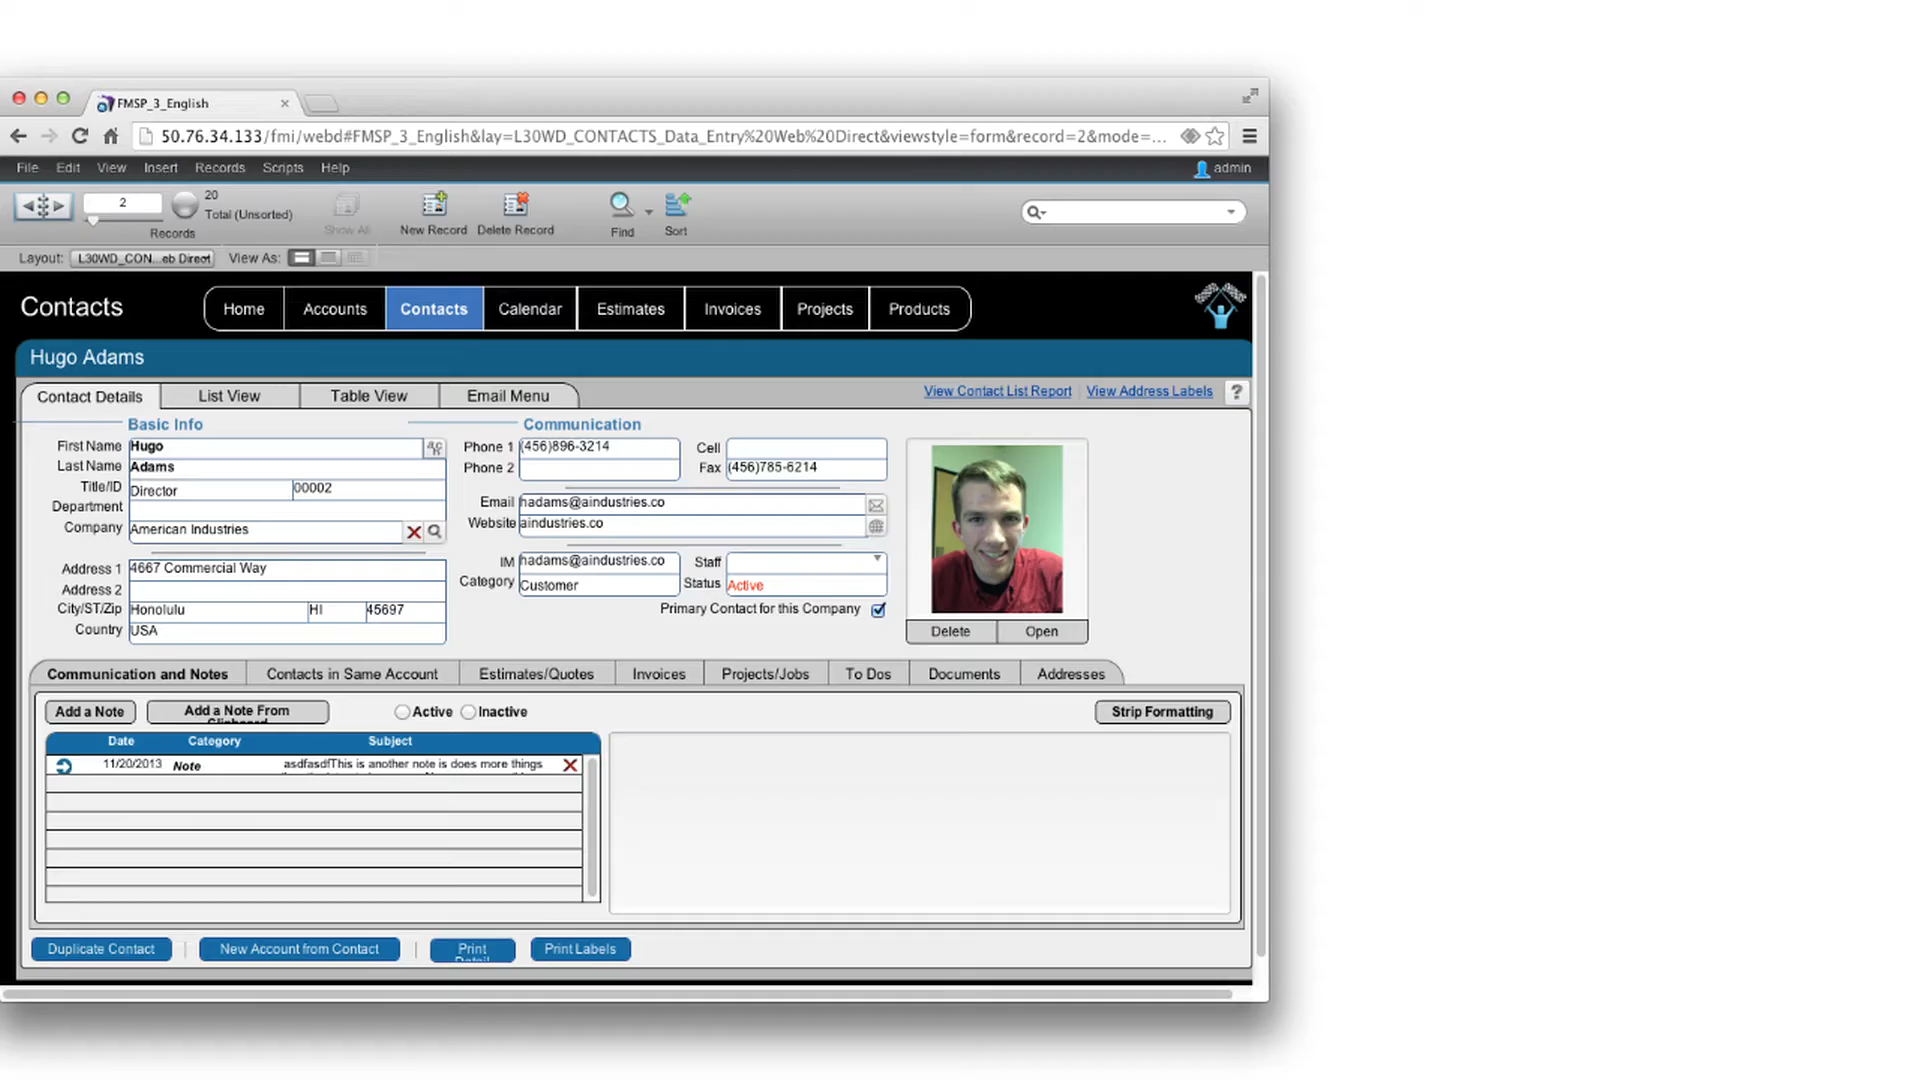 FMSP_3_English
50.76.34.133/fmi/webd#FMSP_3_English&lay=L30WD_CONTACTS_Data_Entry%20Web%20Direct&viewstyle=form&record=2&mode=...
File Edit View Insert Records Scripts Help admin
2 20 Total (Unsorted)
Records
Show All
New Record
Delete Record
Find
Sort
Layout: L30WD_CON...eb Direct View As:
Contacts
Home Accounts Contacts Calendar Estimates Invoices Projects Products
Hugo Adams
Contact Details List View Table View Email Menu View Contact List Report View Address Labels ?
Basic Info
First Name Hugo
Last Name Adams
Title/ID Director 00002
Department
Company American Industries
Address 1 4667 Commercial Way
Address 2
City/ST/Zip Honolulu HI 45697
Country USA
Communication
Phone 1 (456)896-3214 Cell
Phone 2 Fax (456)785-6214
Email hadams@aindustries.co
Website aindustries.co
IM hadams@aindustries.co Staff
Category Customer Status Active
Primary Contact for this Company
Delete Open
Communication and Notes Contacts in Same Account Estimates/Quotes Invoices Projects/Jobs To Dos Documents Addresses
Add a Note Add a Note From Clipboard Active Inactive Strip Formatting
Date Category Subject
11/20/2013 Note asdfasdfThis is another note is does more things
Duplicate Contact | New Account from Contact | Print Detail Print Labels